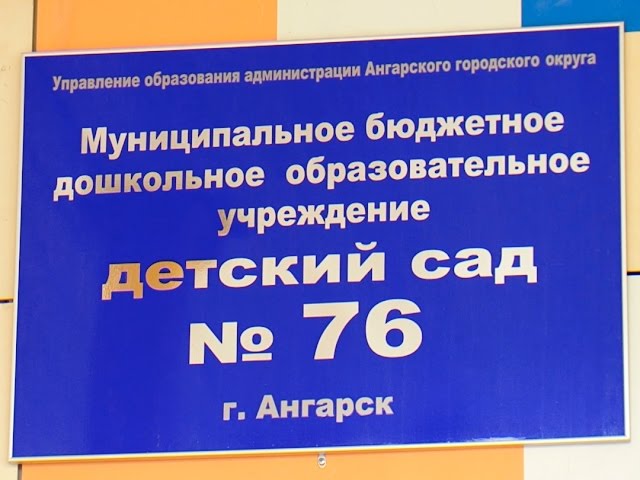 Управление образования администрации Ангарского городского округа
Муниципальное бюджетное
дошкольное образовательное
учреждение
детский сад
№ 76
г. Ангарск